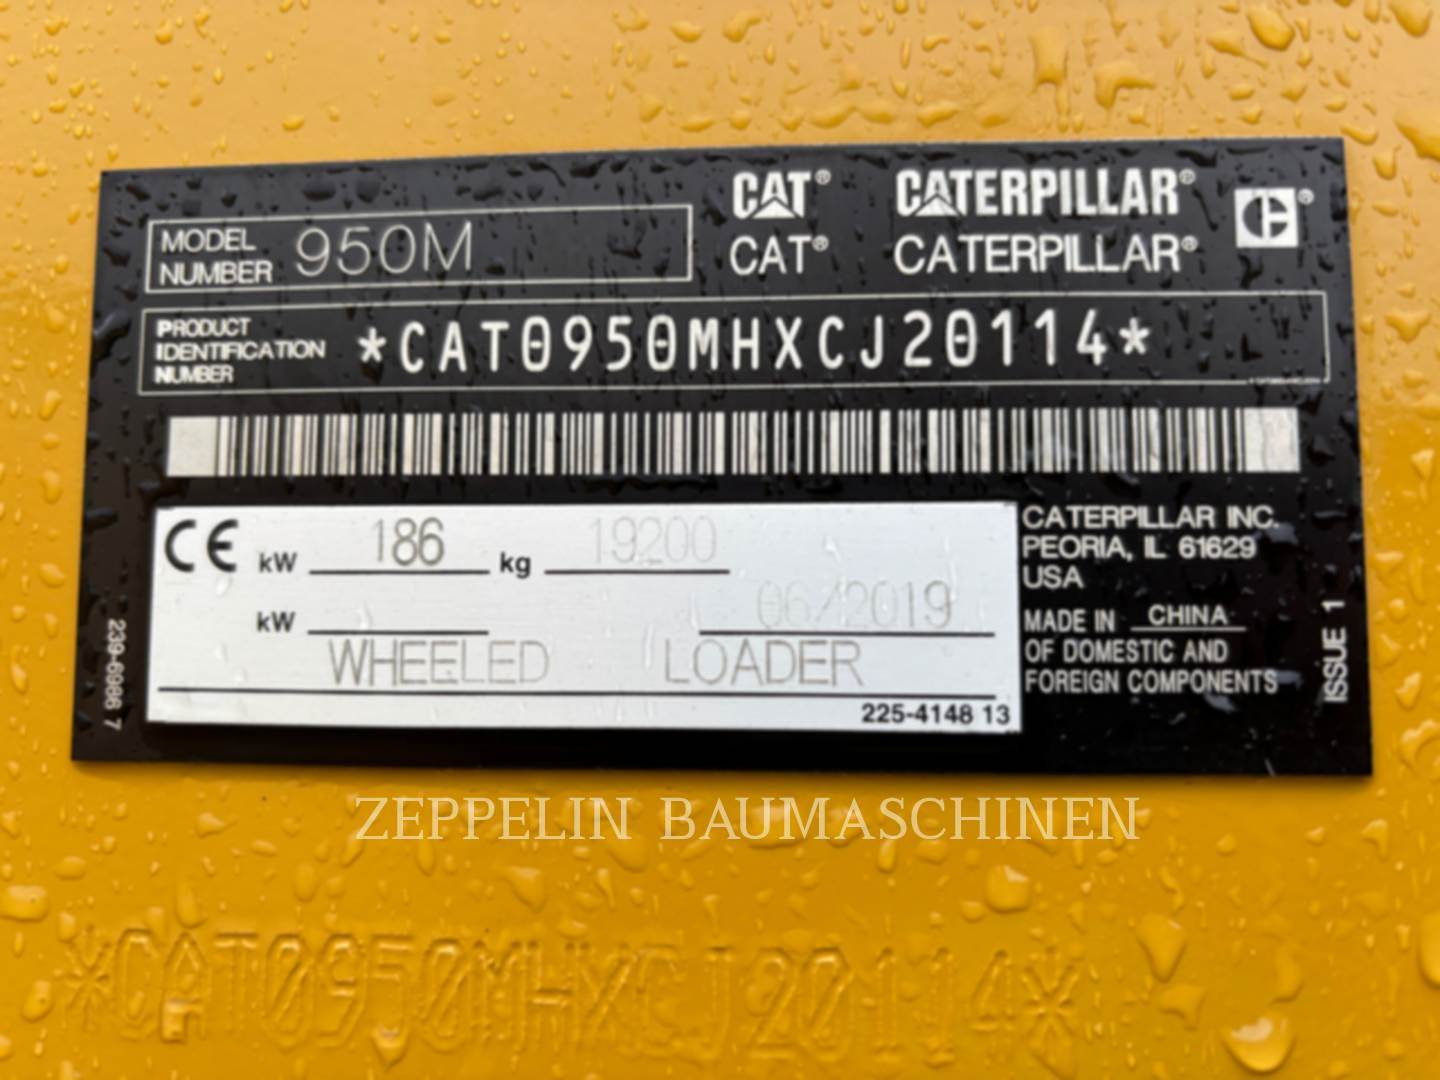 MODEL NUMBER 950M
CAT® CATERPILLAR®
CAT® CATERPILLAR®
PRODUCT IDENTIFICATION NUMBER *CAT0950MHXCJ20114*
CE kW 186 kg 19200
kW 06/2019
WHEELED LOADER
225-4148 13
CATERPILLAR INC.
PEORIA, IL 61629
USA
MADE IN CHINA
OF DOMESTIC AND
FOREIGN COMPONENTS
ISSUE 1
239-6986 7
ZEPPELIN BAUMASCHINEN
*CAT0950MHXCJ20114*